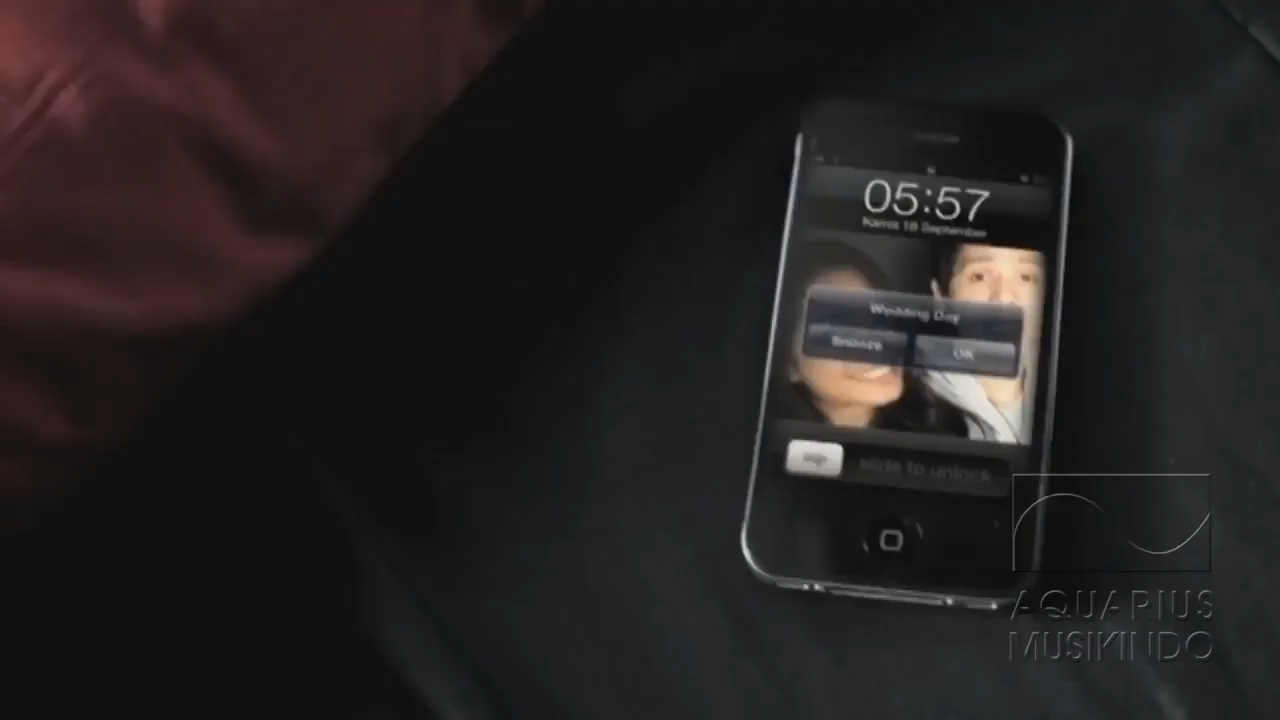 05:57
Kamis 18 September
Wedding Day
Snooze
OK
slide to unlock
AQUARIUS
MUSIKINDO